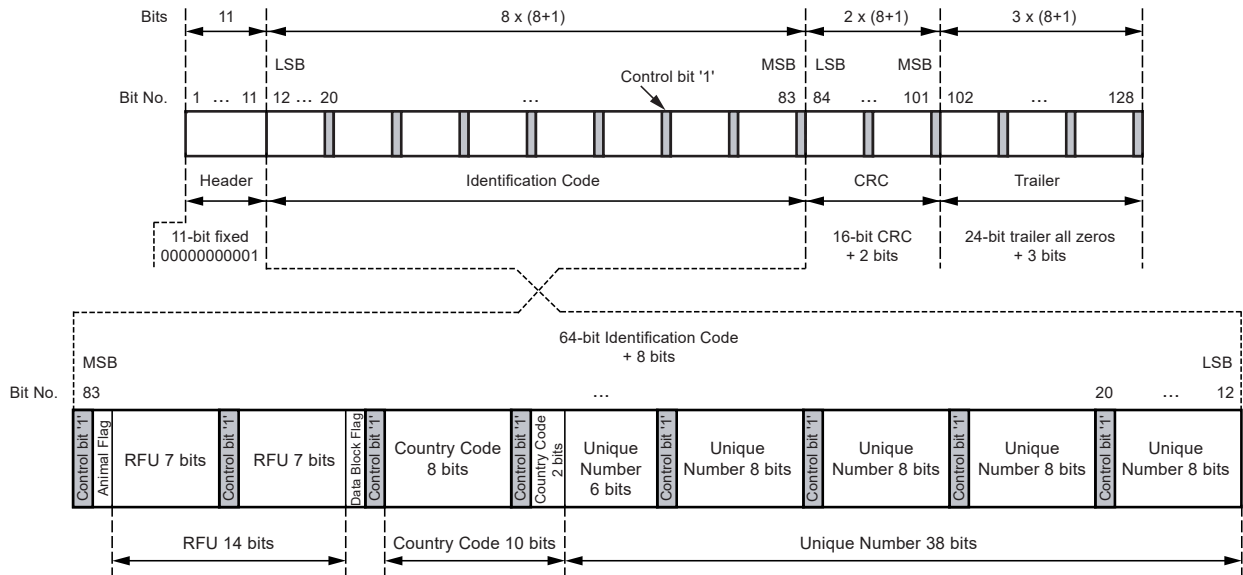 Bits 11 8 x (8+1) 2 x (8+1) 3 x (8+1)
LSB MSB LSB MSB
Control bit '1'
Bit No. 1 ... 11 12 ... 20 ... 83 84 ... 101 102 ... 128
Header Identification Code CRC Trailer
11-bit fixed
00000000001
16-bit CRC
+ 2 bits
24-bit trailer all zeros
+ 3 bits
64-bit Identification Code
+ 8 bits
MSB LSB
Bit No. 83 ... 20 ... 12
Control bit '1'
Animal Flag
RFU 7 bits
Control bit '1'
RFU 7 bits
Data Block Flag
Control bit '1'
Country Code
8 bits
Control bit '1'
Country Code
2 bits
Unique
Number
6 bits
Control bit '1'
Unique
Number 8 bits
Control bit '1'
Unique
Number 8 bits
Control bit '1'
Unique
Number 8 bits
Control bit '1'
Unique
Number 8 bits
RFU 14 bits Country Code 10 bits Unique Number 38 bits